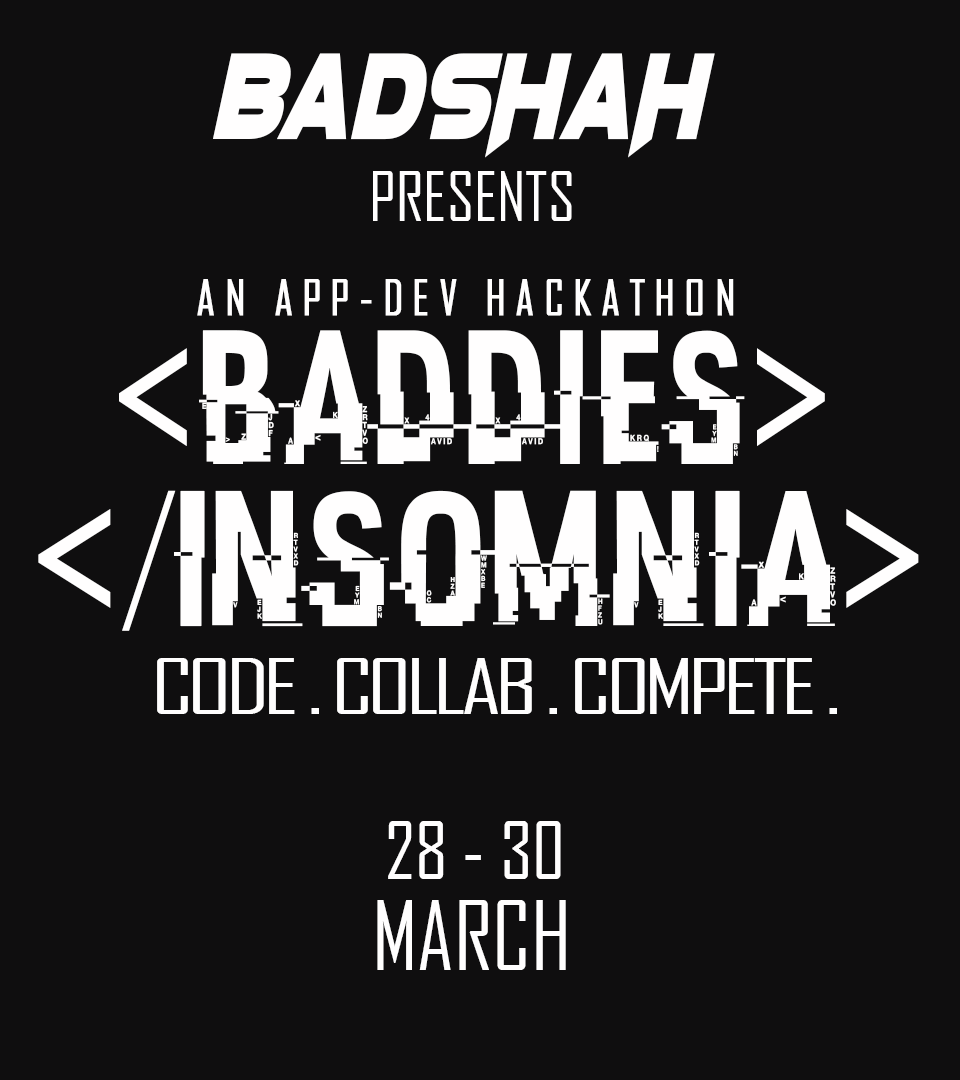 BADSHAH
PRESENTS
AN APP-DEV HACKATHON
<BADDIES>
</INSOMNIA>
CODE . COLLAB . COMPETE .
28 - 30
MARCH